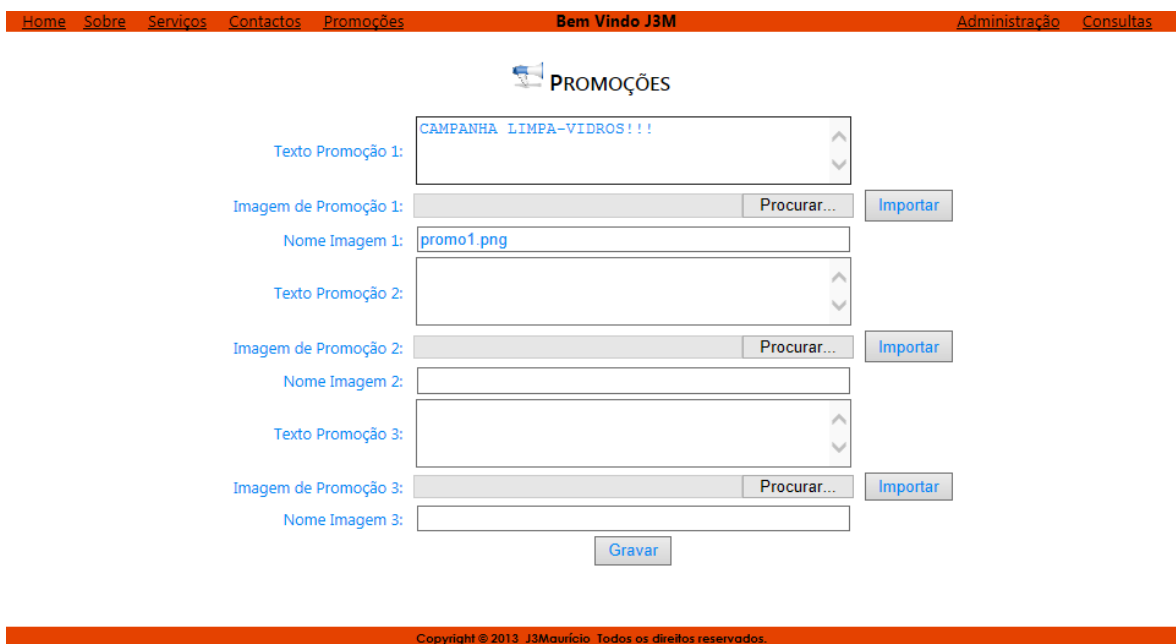 Home Sobre Serviços Contactos Promoções Bem Vindo J3M Administração Consultas
PROMOÇÕES
Texto Promoção 1: CAMPANHA LIMPA-VIDROS!!!
Imagem de Promoção 1: Procurar... Importar
Nome Imagem 1: promo1.png
Texto Promoção 2:
Imagem de Promoção 2: Procurar... Importar
Nome Imagem 2:
Texto Promoção 3:
Imagem de Promoção 3: Procurar... Importar
Nome Imagem 3:
Gravar
Copyright © 2013 J3Maurício Todos os direitos reservados.